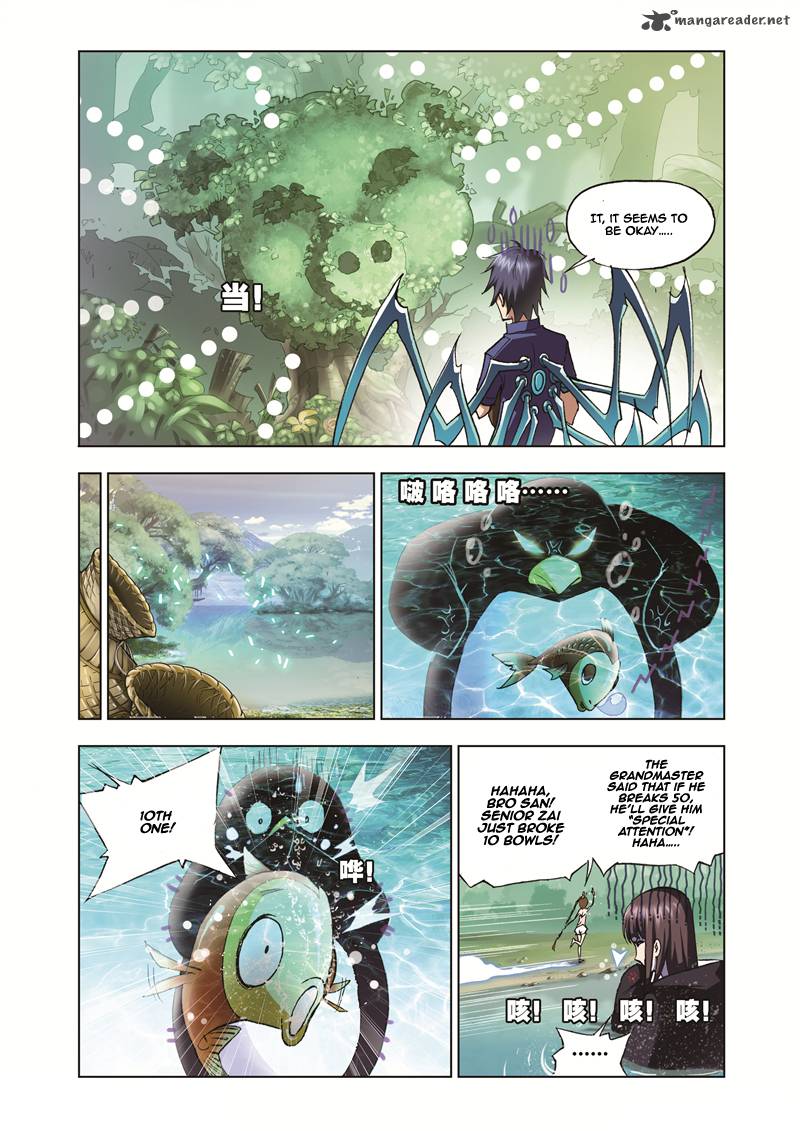 mangareader.net
IT, IT SEEMS TO
BE OKAY.....
当!
啵咯咯咯……
10TH
ONE!
哗!
HAHAHA,
BRO SAN!
SENIOR ZAI
JUST BROKE
10 BOWLS!
THE
GRANDMASTER
SAID THAT IF HE
BREAKS 50,
HE'LL GIVE HIM
"SPECIAL
ATTENTION"!
HAHA.....
咳! 咳! 咳! 咳!
......